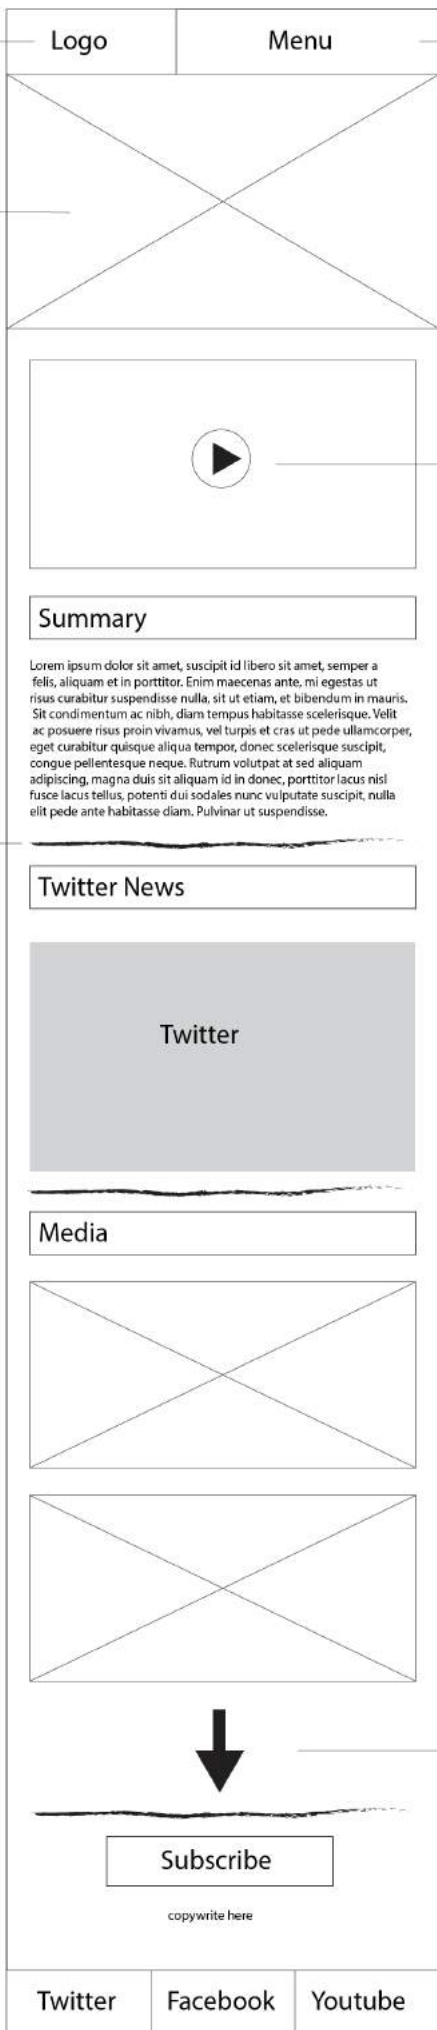 Logo
Menu
Summary
Lorem ipsum dolor sit amet, suscipit id libero sit amet, semper a
felis, aliquam et in porttitor. Enim maecenas ante, mi egestas ut
risus curabitur suspendisse nulla, sit ut etiam, et bibendum in mauris.
Sit condimentum ac nibh, diam tempus habitasse scelerisque. Velit
ac posuere risus proin vivamus, vel turpis et cras ut pede ullamcorper,
eget curabitur quisque aliqua tempor, donec scelerisque suscipit,
congue pellentesque neque. Rutrum volutpat at sed aliquam
adipiscing, magna duis sit aliquam id in donec, porttitor lacus nisl
fusce lacus tellus, potenti dui sodales nunc vulputate suscipit, nulla
elit pede ante habitasse diam. Pulvinar ut suspendisse.
Twitter News
Twitter
Media
Subscribe
copywrite here
Twitter
Facebook
Youtube